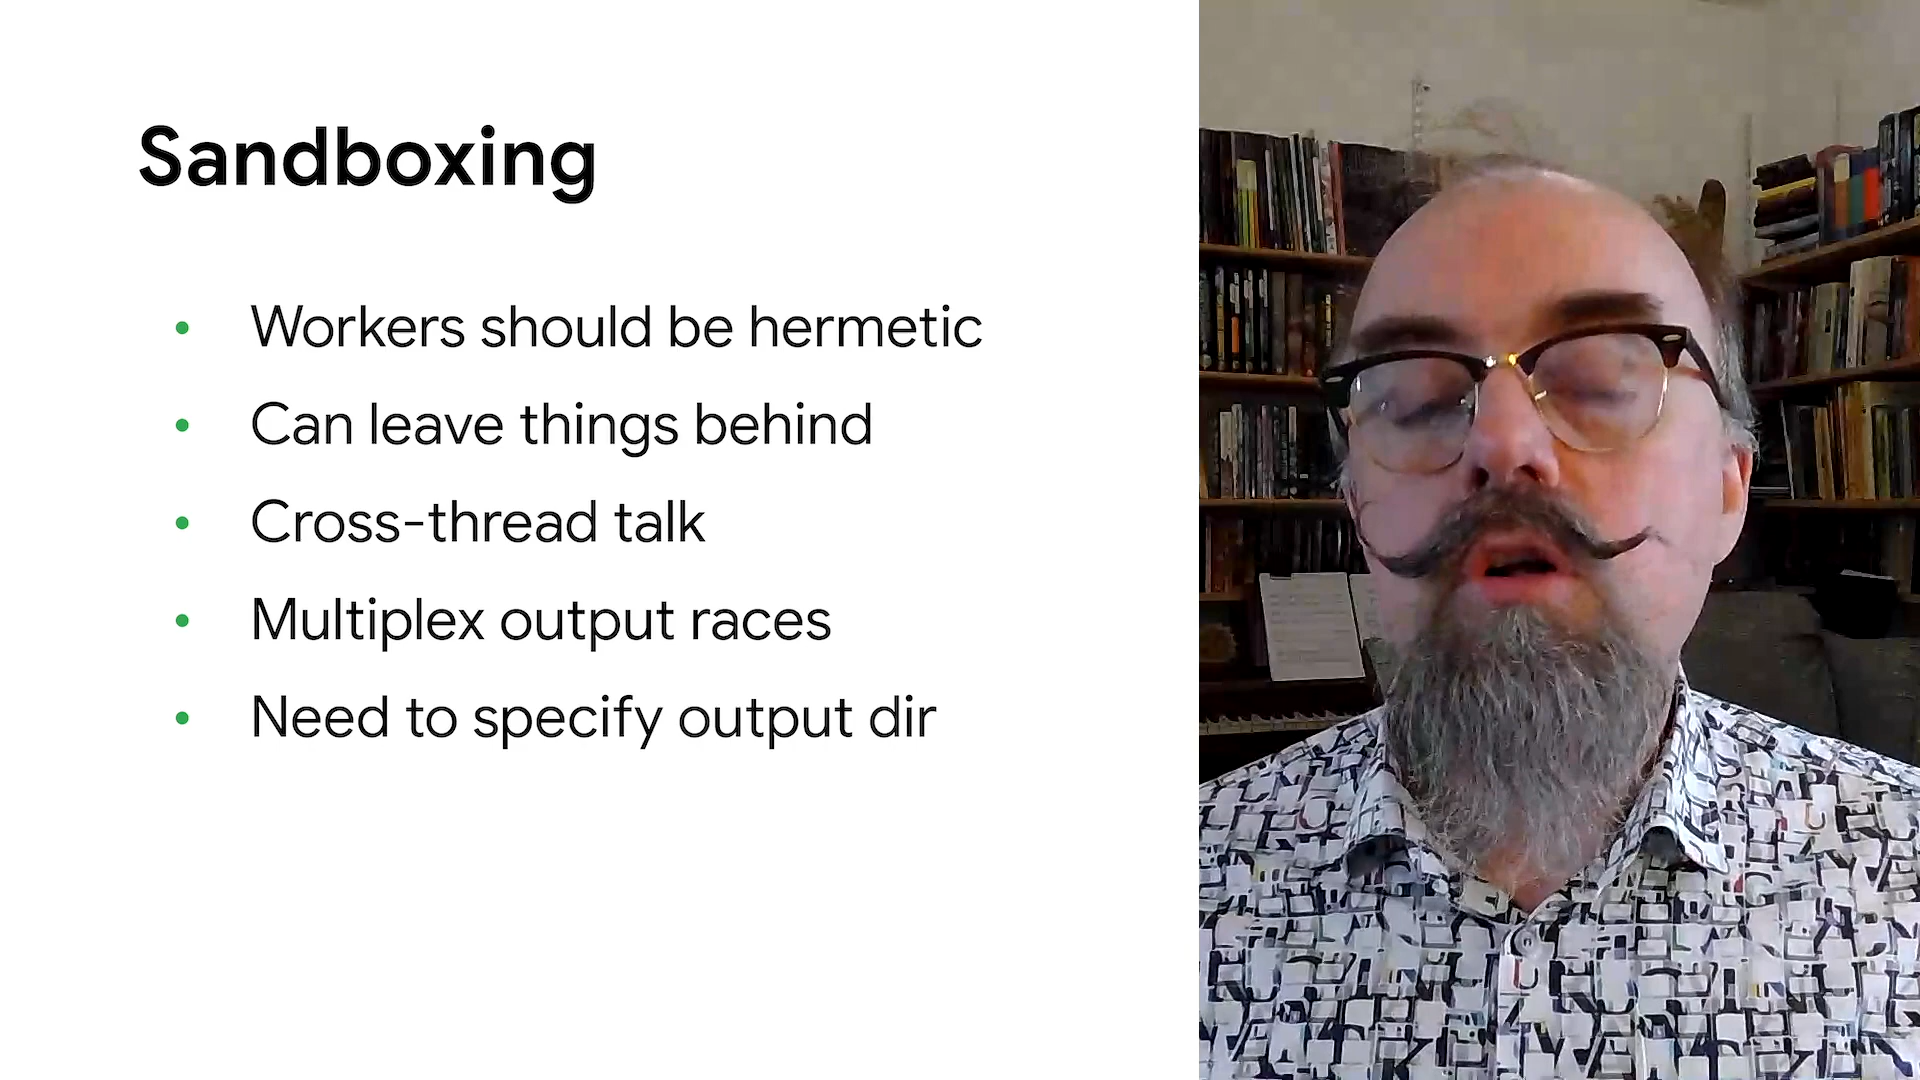 Sandboxing
Workers should be hermetic
Can leave things behind
Cross-thread talk
Multiplex output races
Need to specify output dir